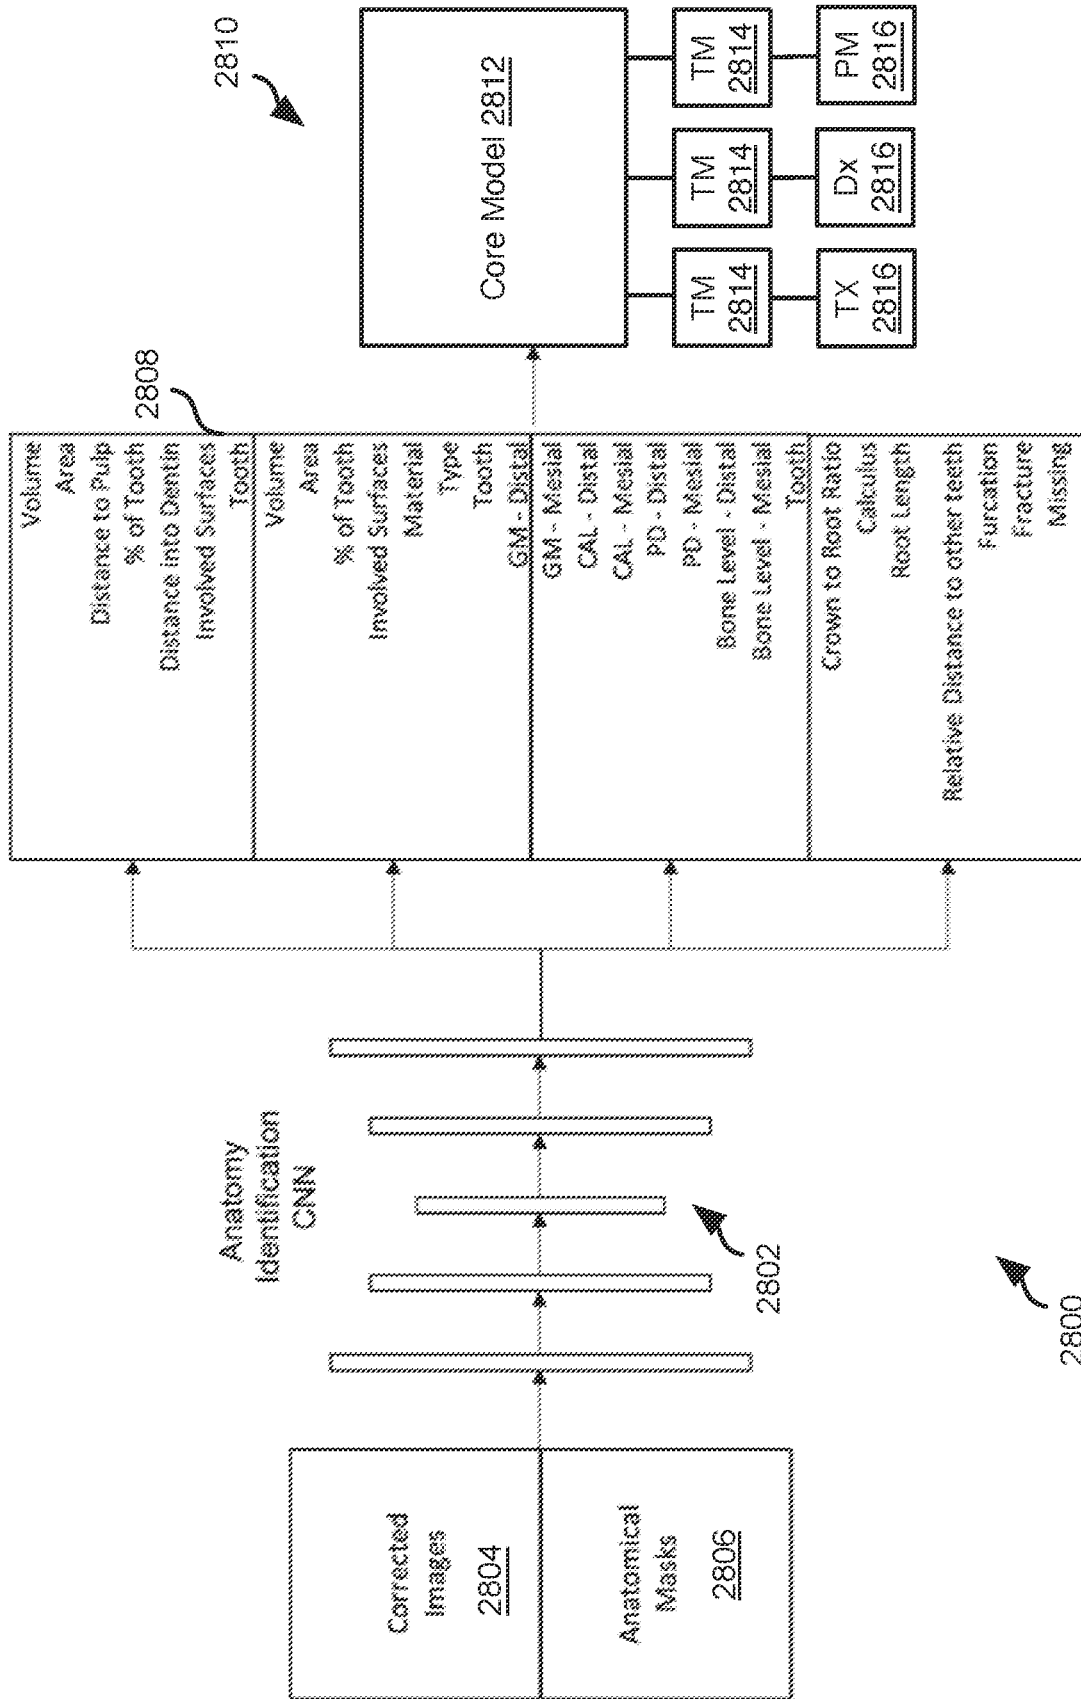 Corrected
Images
2804
Anatomical
Masks
2806
Anatomy
Identification
CNN
2802
2800
2808
Volume
Area
Distance to Pulp
% of Tooth
Distance into Dentin
Involved Surfaces
Tooth
Volume
Area
% of Tooth
Involved Surfaces
Material
Type
Tooth
GM - Distal
GM - Mesial
CAL - Distal
CAL - Mesial
PD - Distal
PD - Mesial
Bone Level - Distal
Bone Level - Mesial
Tooth
Crown to Root Ratio
Calculus
Root Length
Relative Distance to other teeth
Furcation
Fracture
Missing
2810
Core Model 2812
TM
2814
TM
2814
TM
2814
TX
2816
Dx
2816
PM
2816